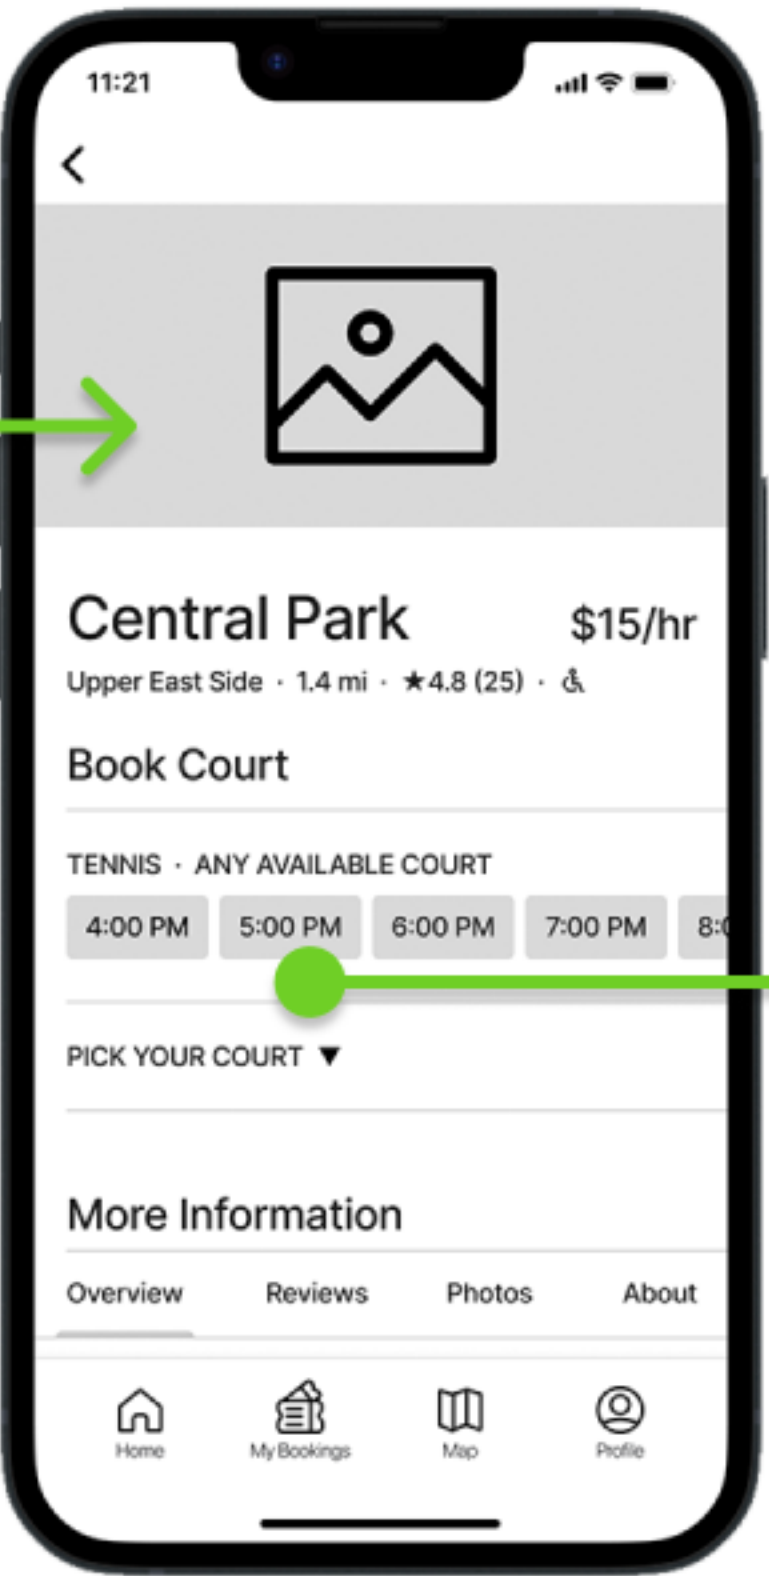 11:21
Central Park $15/hr
Upper East Side · 1.4 mi · ★4.8 (25) ·
Book Court
TENNIS · ANY AVAILABLE COURT
4:00 PM 5:00 PM 6:00 PM 7:00 PM
PICK YOUR COURT ▼
More Information
Overview Reviews Photos About
Home My Bookings Map Profile